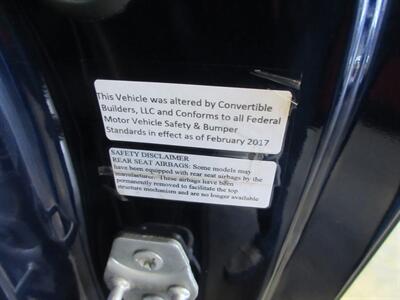 This Vehicle was altered by Convertible
Builders, LLC and Conforms to all Federal
Motor Vehicle Safety & Bumper
Standards in effect as of February 2017
SAFETY DISCLAIMER
REAR SEAT AIRBAGS: Some models may
have been equipped with rear seat airbags by the
manufacturer. These airbags have been
permanently removed to facilitate the top
structure mechanism and are no longer available